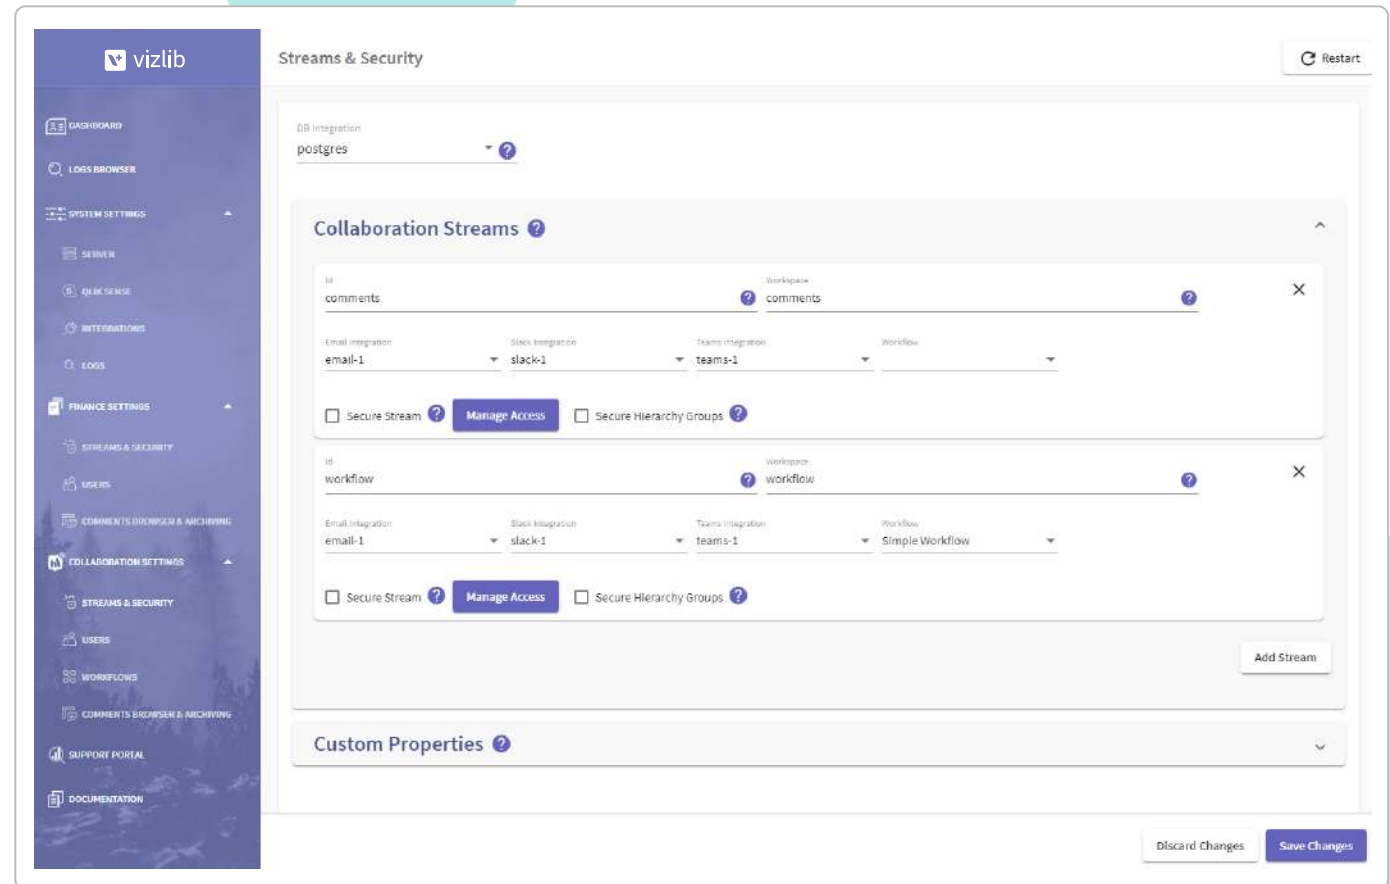 vizlib
Streams & Security
Restart
DASHBOARD
LOGS BROWSER
SYSTEM SETTINGS
SERVER
QLIK SENSE
INTEGRATIONS
LOGS
FINANCE SETTINGS
STREAMS & SECURITY
USERS
COMMENTS BROWSER & ARCHIVING
COLLABORATION SETTINGS
STREAMS & SECURITY
USERS
WORKFLOWS
COMMENTS BROWSER & ARCHIVING
SUPPORT PORTAL
DOCUMENTATION
DB Integration
postgres ?
Collaboration Streams ?
Id Workspace
comments ? comments ?
Email Integration Slack Integration Teams Integration Workflow
email-1 slack-1 teams-1
Secure Stream ? Manage Access Secure Hierarchy Groups ?
Id Workspace
workflow ? workflow ?
Email Integration Slack Integration Teams Integration Workflow
email-1 slack-1 teams-1 Simple Workflow
Secure Stream ? Manage Access Secure Hierarchy Groups ?
Add Stream
Custom Properties ?
Discard Changes Save Changes